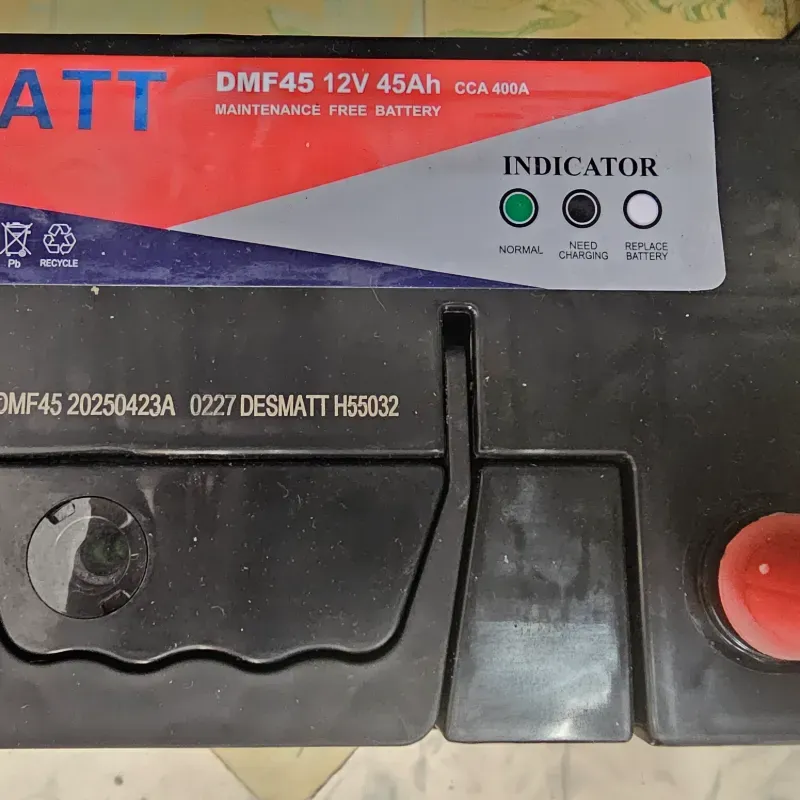 ATT
DMF45 12V 45Ah CCA 400A
MAINTENANCE FREE BATTERY
INDICATOR
NORMAL
NEED
CHARGING
REPLACE
BATTERY
Pb
RECYCLE
DMF45 20250423A 0227 DESMATT H55032